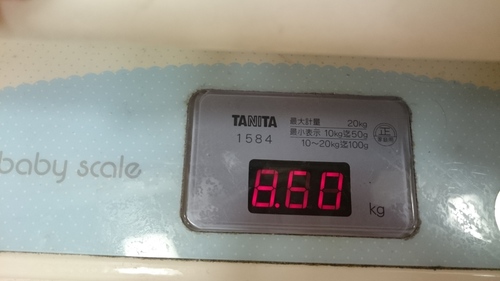 baby scale
TANITA
1584
最大計量 20kg
最小表示 10kg迄50g
10～20kg迄100g
正
8.60
kg